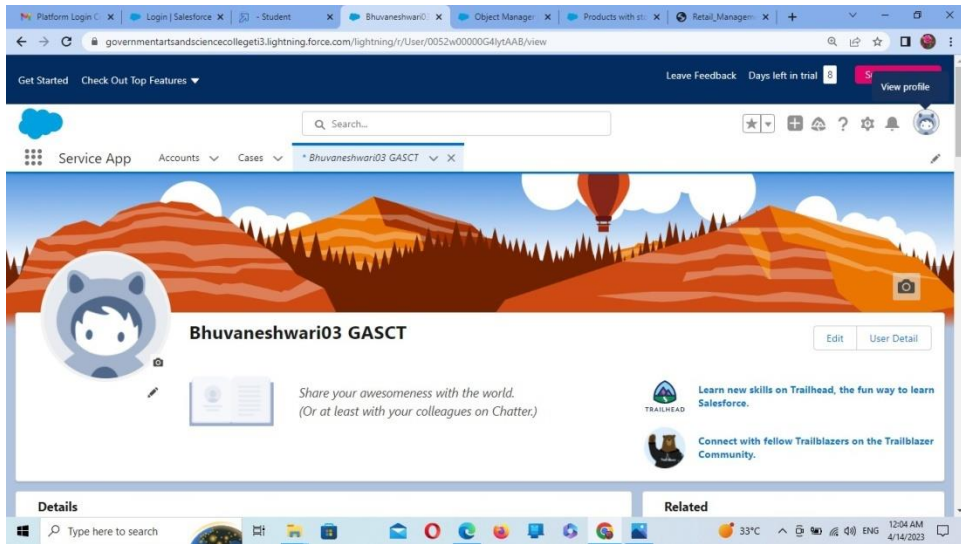 Platform Login C
Login | Salesforce
- Student
Bhuvaneshwari0
Object Manager
Products with st
Retail_Managem
governmentartsandsciencecollegeti3.lightning.force.com/lightning/r/User/0052w00000G4lytAAB/view
Get Started Check Out Top Features
Leave Feedback Days left in trial 8
View profile
Search...
Service App Accounts Cases * Bhuvaneshwari03 GASCT
Bhuvaneshwari03 GASCT
Edit User Detail
Share your awesomeness with the world.
(Or at least with your colleagues on Chatter.)
TRAILHEAD
Learn new skills on Trailhead, the fun way to learn
Salesforce.
Connect with fellow Trailblazers on the Trailblazer
Community.
Details
Related
Type here to search
33°C ENG
12:04 AM
4/14/2023